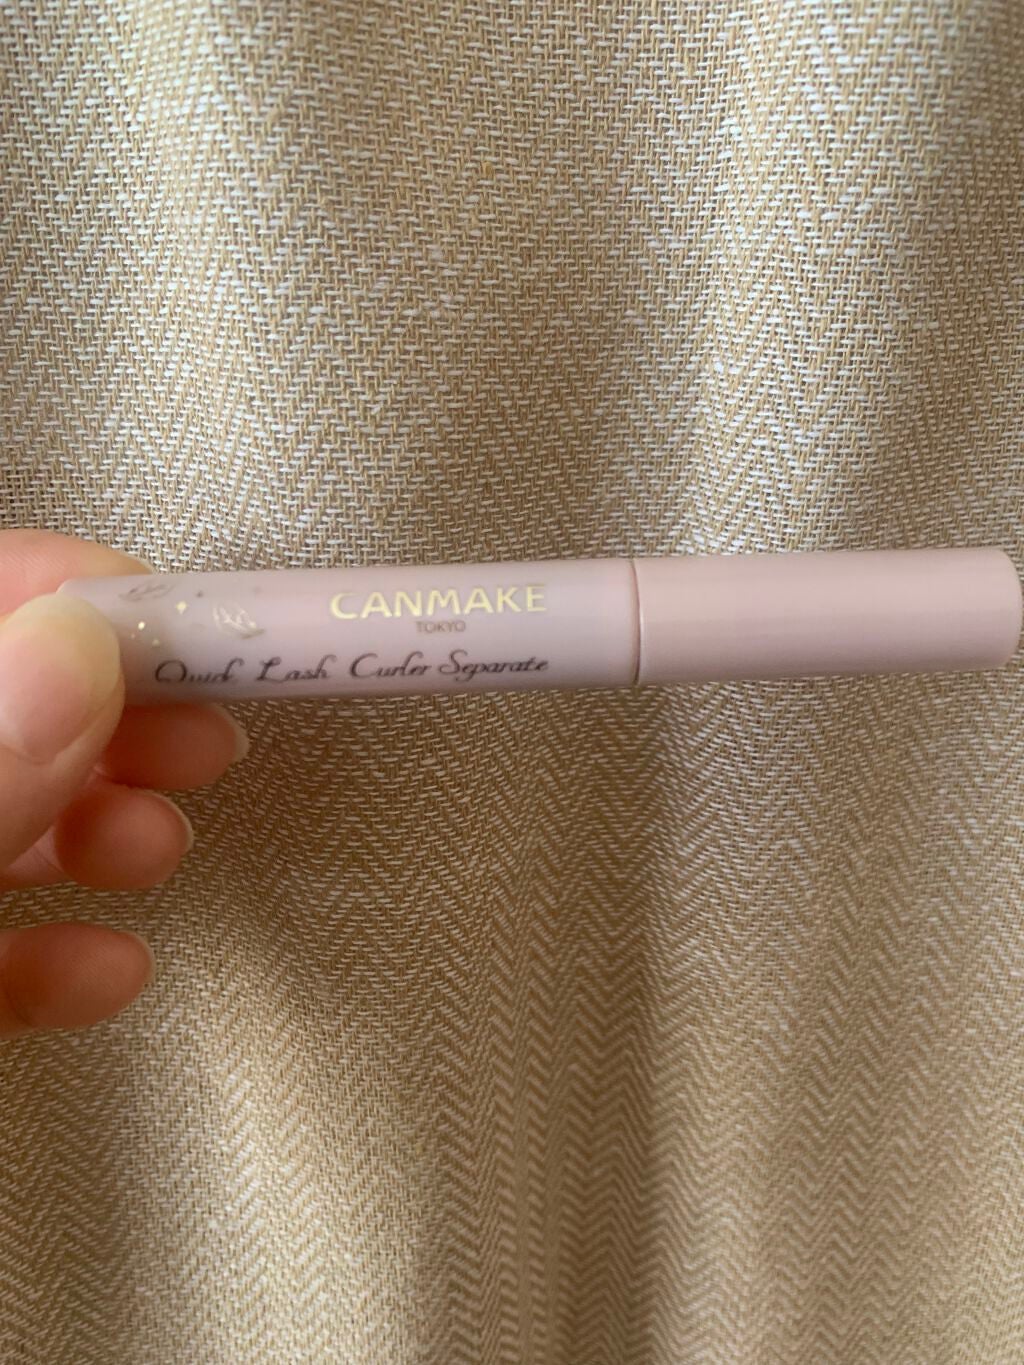 CANMAKE
TOKYO
Quick Lash Curler Separate